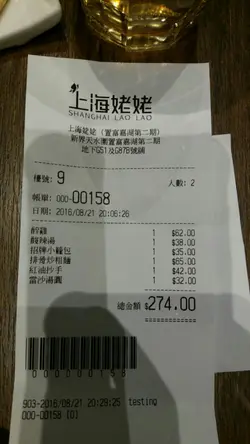 上海姥姥
SHANGHAI LAO LAO
上海姥姥 (置富嘉湖第二期)
新界天水圍置富嘉湖第二期
地下G51及G87B號舖
檯號: 9 人數: 2
帳單: 000-00158
日期: 2016/08/21 20:06:26
醉雞 1 $62.00
酸辣湯 1 $38.00
招牌小籠包 1 $35.00
排骨炒粗麵 1 $65.00
紅油抄手 1 $42.00
雷沙湯圓 1 $32.00
總金額 $274.00
000000158
903-2016/08/21 20:29:25 testing
000-00158 [0]